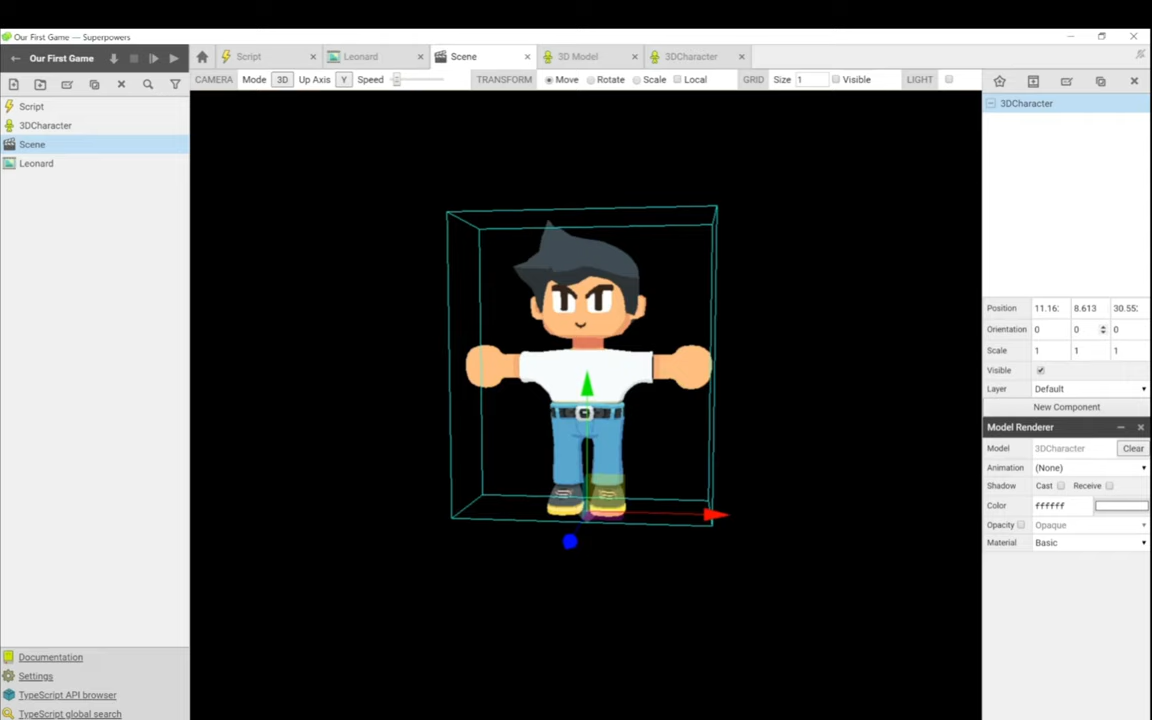 Our First Game — Superpowers
Our First Game
Script
Leonard
Scene
3D Model
3DCharacter
CAMERA Mode 3D Up Axis Y Speed TRANSFORM Move Rotate Scale Local GRID Size 1 Visible LIGHT
Script
3DCharacter
Scene
Leonard
3DCharacter
Position 11.16: 8.613 30.55:
Orientation 0 0 0
Scale 1 1 1
Visible
Layer Default
New Component
Model Renderer
Model 3DCharacter Clear
Animation (None)
Shadow Cast Receive
Color ffffff
Opacity Opaque
Material Basic
Documentation
Settings
TypeScript API browser
TypeScript global search